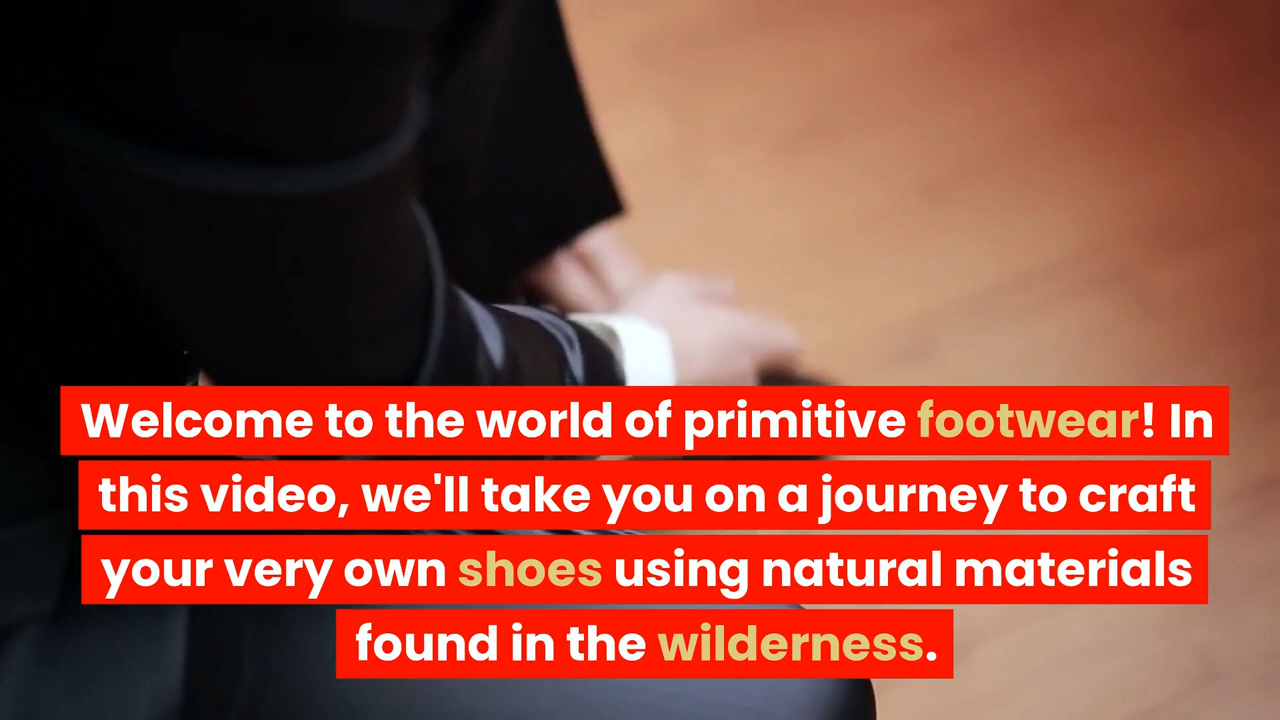 Welcome to the world of primitive footwear! In
this video, we'll take you on a journey to craft
your very own shoes using natural materials
found in the wilderness.